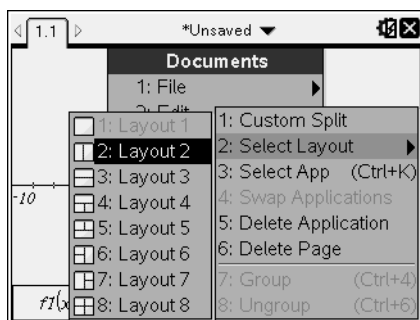 1.1 *Unsaved
Documents
1: File
2: Edit
1: Layout 1
2: Layout 2
3: Layout 3
4: Layout 4
5: Layout 5
6: Layout 6
7: Layout 7
8: Layout 8
1: Custom Split
2: Select Layout
3: Select App (Ctrl+K)
4: Swap Applications
5: Delete Application
6: Delete Page
7: Group (Ctrl+4)
8: Ungroup (Ctrl+6)
-10
f1(x